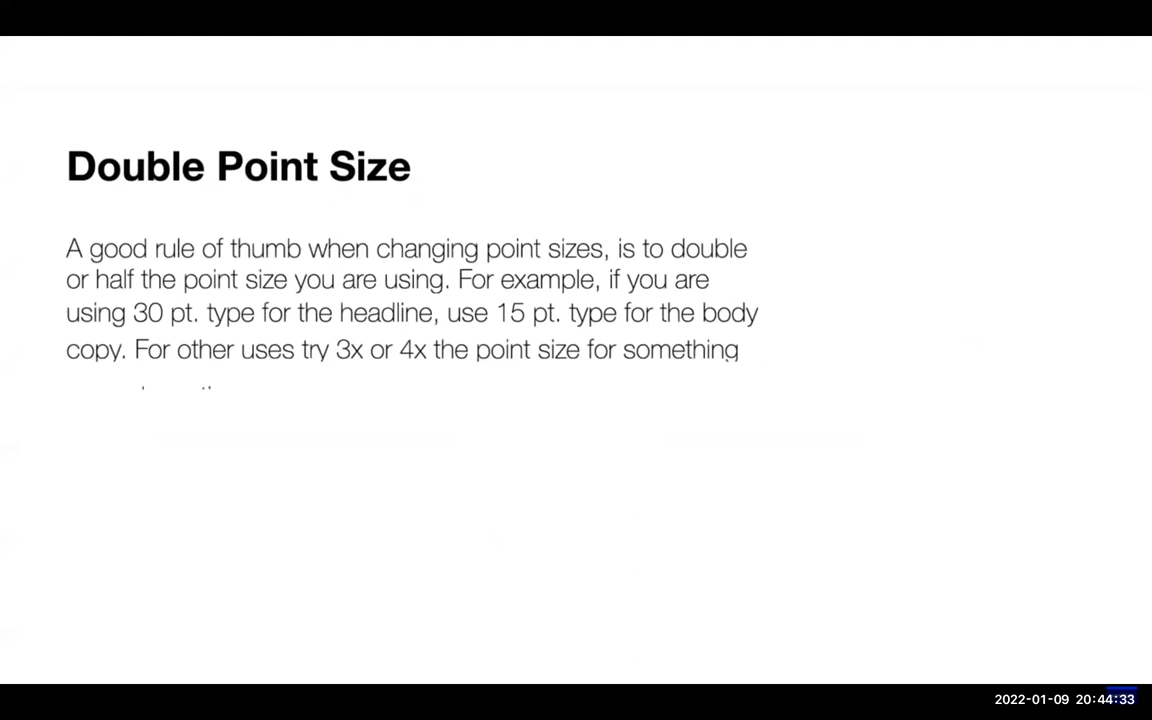 Double Point Size
A good rule of thumb when changing point sizes, is to double
or half the point size you are using. For example, if you are
using 30 pt. type for the headline, use 15 pt. type for the body
copy. For other uses try 3x or 4x the point size for something
2022-01-09 20:44:33